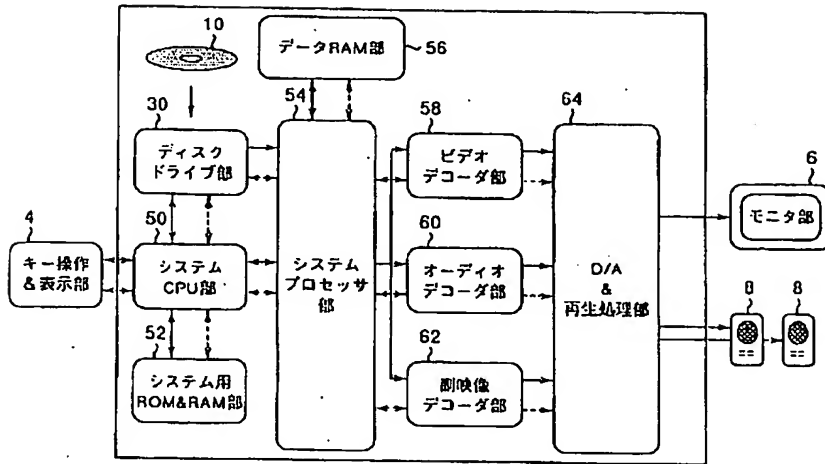 10
データRAM部
56
30
54
58
64
ディスク
ドライブ部
ビデオ
デコーダ部
6
モニタ部
4
キー操作
&表示部
50
システム
CPU部
システム
プロセッサ
部
60
オーディオ
デコーダ部
D/A
&
再生処理部
8
8
52
システム用
ROM&RAM部
62
副映像
デコーダ部